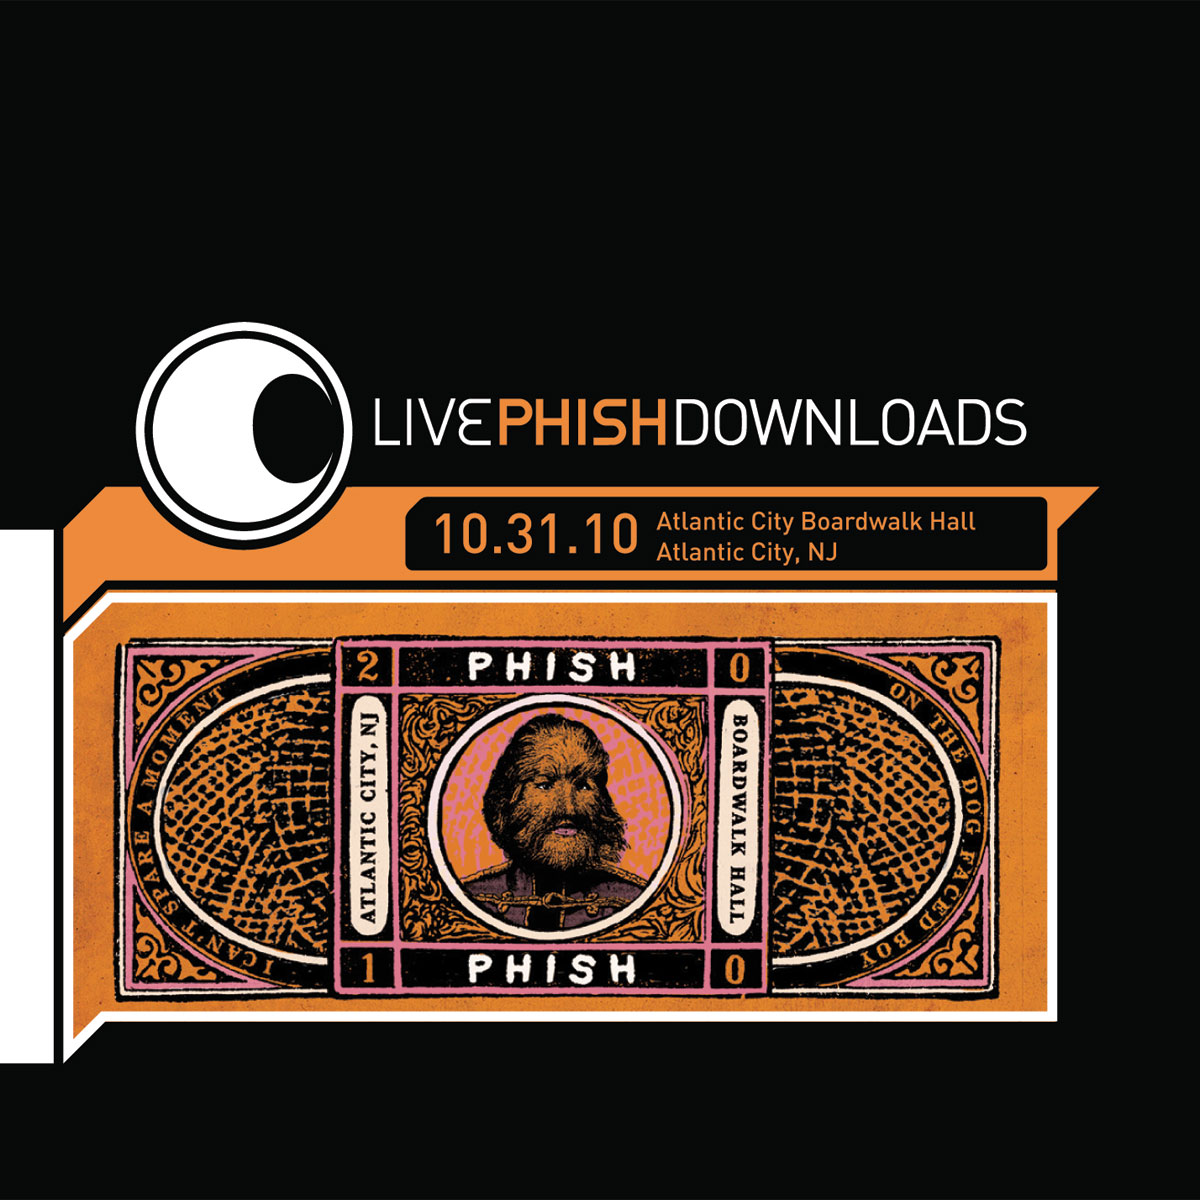 LIVEPHISHDOWNLOADS
10.31.10
Atlantic City Boardwalk Hall
Atlantic City, NJ
2 PHISH 0
I CAN'T SPARE A MOMENT
ATLANTIC CITY, NJ
BOARDWALK HALL
ON THE DOG FACED BOY
1 PHISH 0